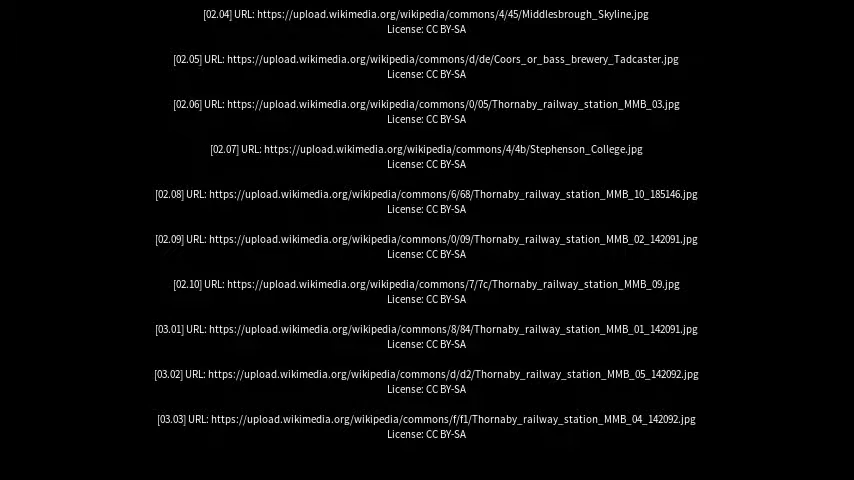 [02.04] URL: https://upload.wikimedia.org/wikipedia/commons/4/45/Middlesbrough_Skyline.jpg
License: CC BY-SA
[02.05] URL: https://upload.wikimedia.org/wikipedia/commons/d/de/Coors_or_bass_brewery_Tadcaster.jpg
License: CC BY-SA
[02.06] URL: https://upload.wikimedia.org/wikipedia/commons/0/05/Thornaby_railway_station_MMB_03.jpg
License: CC BY-SA
[02.07] URL: https://upload.wikimedia.org/wikipedia/commons/4/4b/Stephenson_College.jpg
License: CC BY-SA
[02.08] URL: https://upload.wikimedia.org/wikipedia/commons/6/68/Thornaby_railway_station_MMB_10_185146.jpg
License: CC BY-SA
[02.09] URL: https://upload.wikimedia.org/wikipedia/commons/0/09/Thornaby_railway_station_MMB_02_142091.jpg
License: CC BY-SA
[02.10] URL: https://upload.wikimedia.org/wikipedia/commons/7/7c/Thornaby_railway_station_MMB_09.jpg
License: CC BY-SA
[03.01] URL: https://upload.wikimedia.org/wikipedia/commons/8/84/Thornaby_railway_station_MMB_01_142091.jpg
License: CC BY-SA
[03.02] URL: https://upload.wikimedia.org/wikipedia/commons/d/d2/Thornaby_railway_station_MMB_05_142092.jpg
License: CC BY-SA
[03.03] URL: https://upload.wikimedia.org/wikipedia/commons/f/f1/Thornaby_railway_station_MMB_04_142092.jpg
License: CC BY-SA